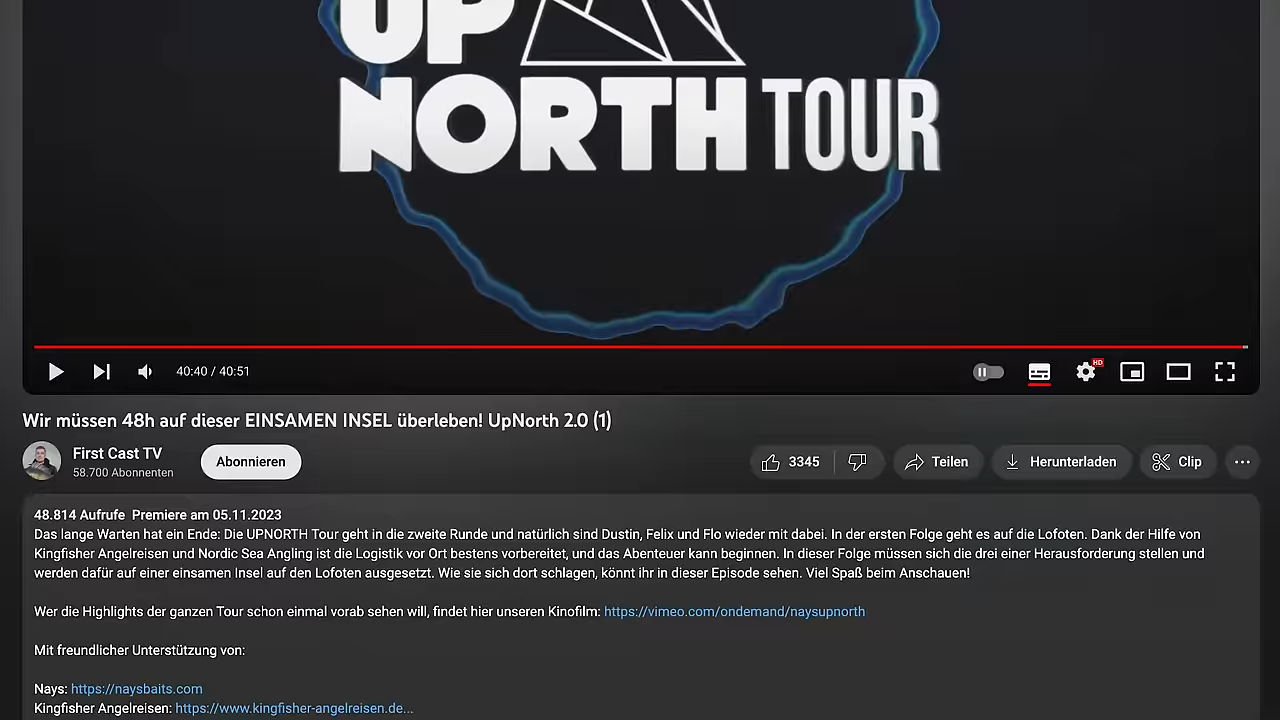 UP
NORTH TOUR
40:40 / 40:51
HD
Wir müssen 48h auf dieser EINSAMEN INSEL überleben! UpNorth 2.0 (1)
First Cast TV
58.700 Abonnenten
Abonnieren
3345
Teilen
Herunterladen
Clip
48.814 Aufrufe Premiere am 05.11.2023
Das lange Warten hat ein Ende: Die UPNORTH Tour geht in die zweite Runde und natürlich sind Dustin, Felix und Flo wieder mit dabei. In der ersten Folge geht es auf die Lofoten. Dank der Hilfe von
Kingfisher Angelreisen und Nordic Sea Angling ist die Logistik vor Ort bestens vorbereitet, und das Abenteuer kann beginnen. In dieser Folge müssen sich die drei einer Herausforderung stellen und
werden dafür auf einer einsamen Insel auf den Lofoten ausgesetzt. Wie sie sich dort schlagen, könnt ihr in dieser Episode sehen. Viel Spaß beim Anschauen!
Wer die Highlights der ganzen Tour schon einmal vorab sehen will, findet hier unseren Kinofilm: https://vimeo.com/ondemand/naysupnorth
Mit freundlicher Unterstützung von:
Nays: https://naysbaits.com
Kingfisher Angelreisen: https://www.kingfisher-angelreisen.de...